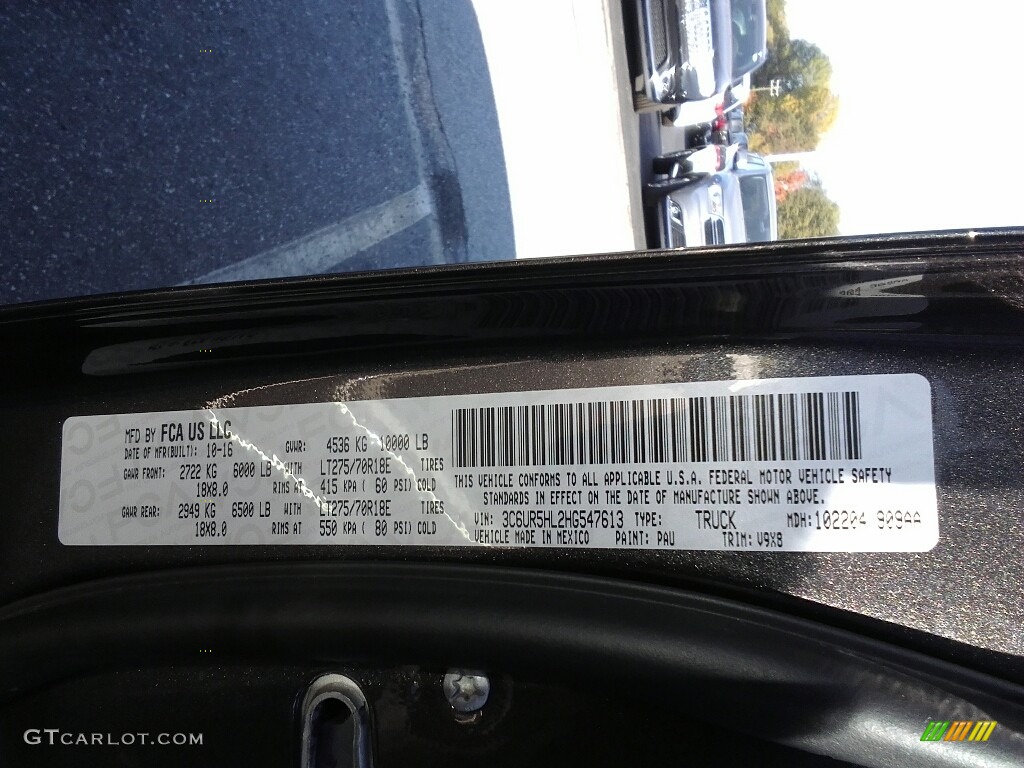 MFD BY FCA US LLC
DATE OF MFR(BUILT): 10-16 GVWR: 4536 KG 10000 LB
GAWR FRONT: 2722 KG 6000 LB WITH LT275/70R18E TIRES
18X8.0 RIMS AT 415 KPA ( 60 PSI) COLD
GAWR REAR: 2949 KG 6500 LB WITH LT275/70R18E TIRES
18X8.0 RIMS AT 550 KPA ( 80 PSI) COLD
THIS VEHICLE CONFORMS TO ALL APPLICABLE U.S.A. FEDERAL MOTOR VEHICLE SAFETY
STANDARDS IN EFFECT ON THE DATE OF MANUFACTURE SHOWN ABOVE.
VIN: 3C6UR5HL2HG547613 TYPE: TRUCK MDH: 102204 909AA
VEHICLE MADE IN MEXICO PAINT: PAU TRIM: V9X8
GTCARLOT.COM